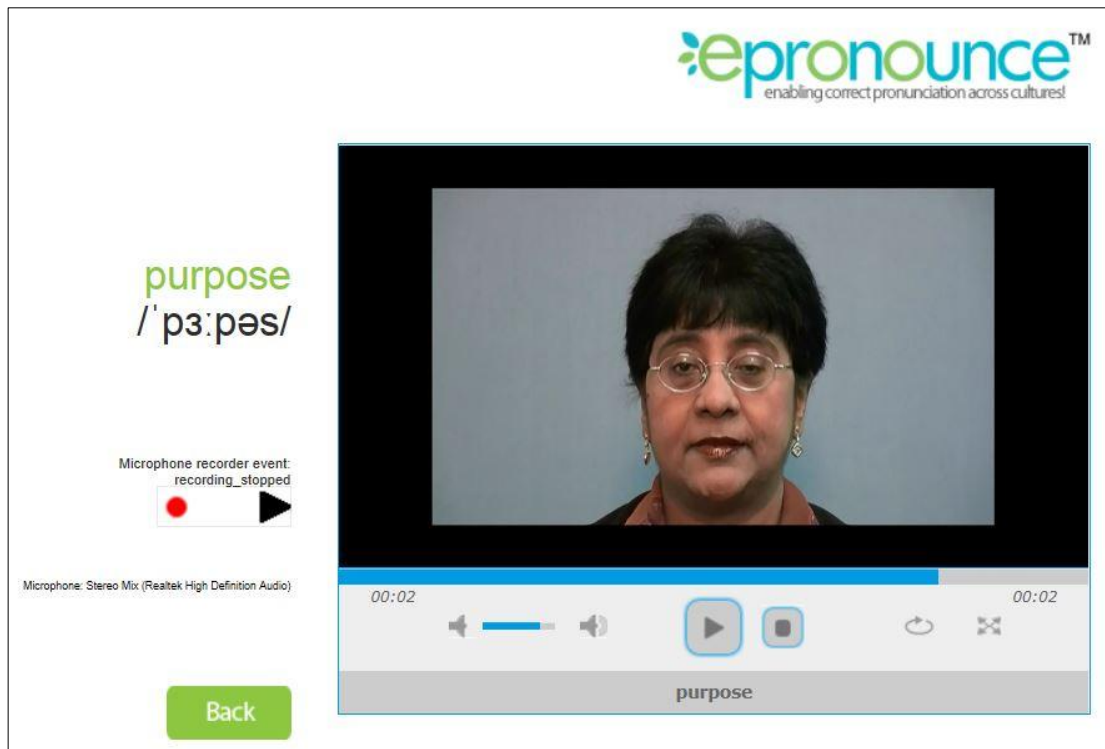 epronounce™
enabling correct pronunciation across cultures!
purpose
/ˈpɜːpəs/
Microphone recorder event:
recording_stopped
Microphone: Stereo Mix (Realtek High Definition Audio)
Back
00:02
00:02
purpose